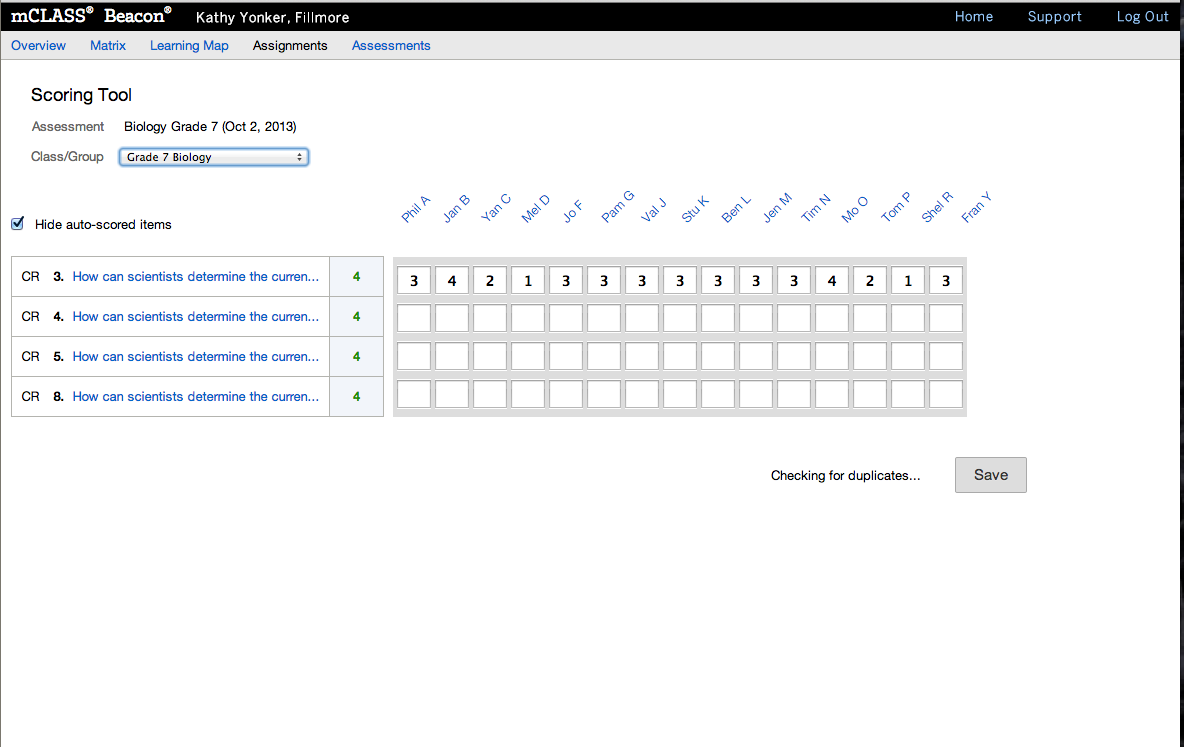 mCLASS® Beacon® Kathy Yonker, Fillmore Home Support Log Out
Overview Matrix Learning Map Assignments Assessments
Scoring Tool
Assessment Biology Grade 7 (Oct 2, 2013)
Class/Group Grade 7 Biology
Phil A Jan B Yan C Mel D Jo F Pam G Val J Stu K Ben L Jen M Tim N Mo O Tom P Shel R Fran Y
Hide auto-scored items
CR 3. How can scientists determine the curren... 4 3 4 2 1 3 3 3 3 3 3 3 4 2 1 3
CR 4. How can scientists determine the curren... 4
CR 5. How can scientists determine the curren... 4
CR 8. How can scientists determine the curren... 4
Checking for duplicates... Save